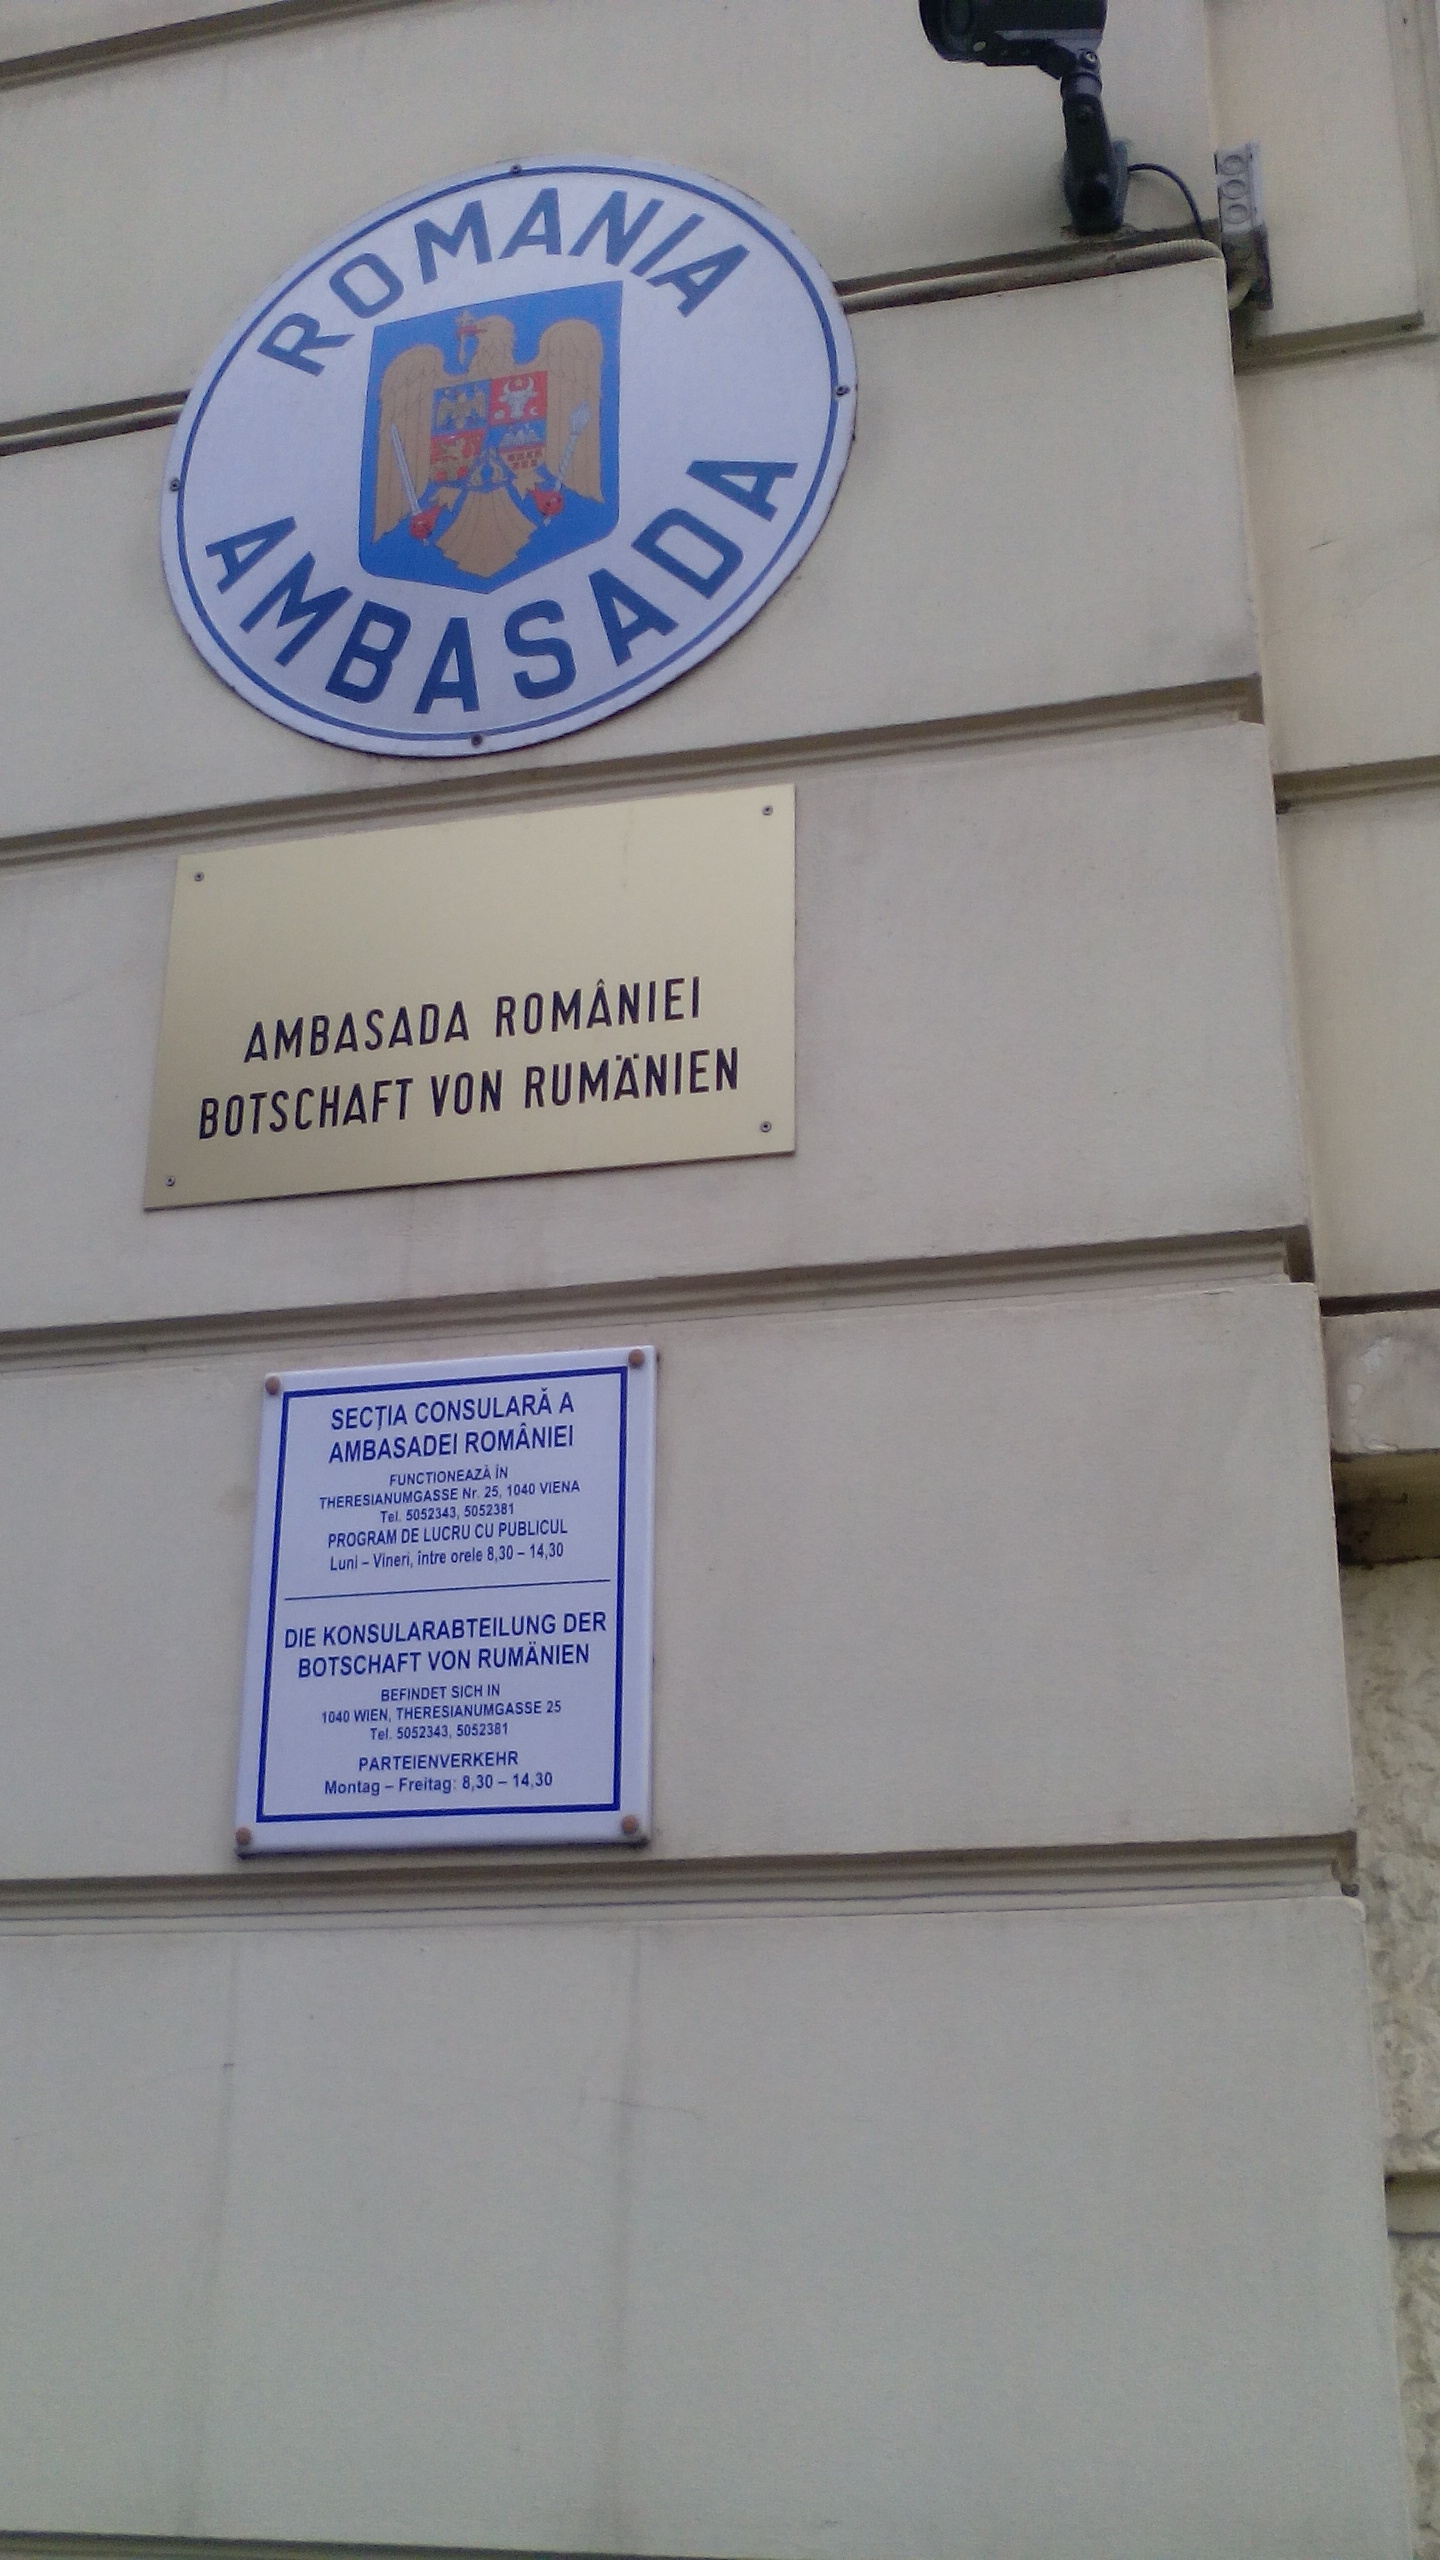 ROMANIA
AMBASADA
AMBASADA ROMÂNIEI
BOTSCHAFT VON RUMÄNIEN
SECŢIA CONSULARĂ A
AMBASADEI ROMÂNIEI
FUNCTIONEAZĂ ÎN
THERESIANUMGASSE Nr. 25, 1040 VIENA
Tel. 5052343, 5052381
PROGRAM DE LUCRU CU PUBLICUL
Luni – Vineri, între orele 8,30 – 14,30
DIE KONSULARABTEILUNG DER
BOTSCHAFT VON RUMÄNIEN
BEFINDET SICH IN
1040 WIEN, THERESIANUMGASSE 25
Tel. 5052343, 5052381
PARTEIENVERKEHR
Montag – Freitag: 8,30 – 14,30